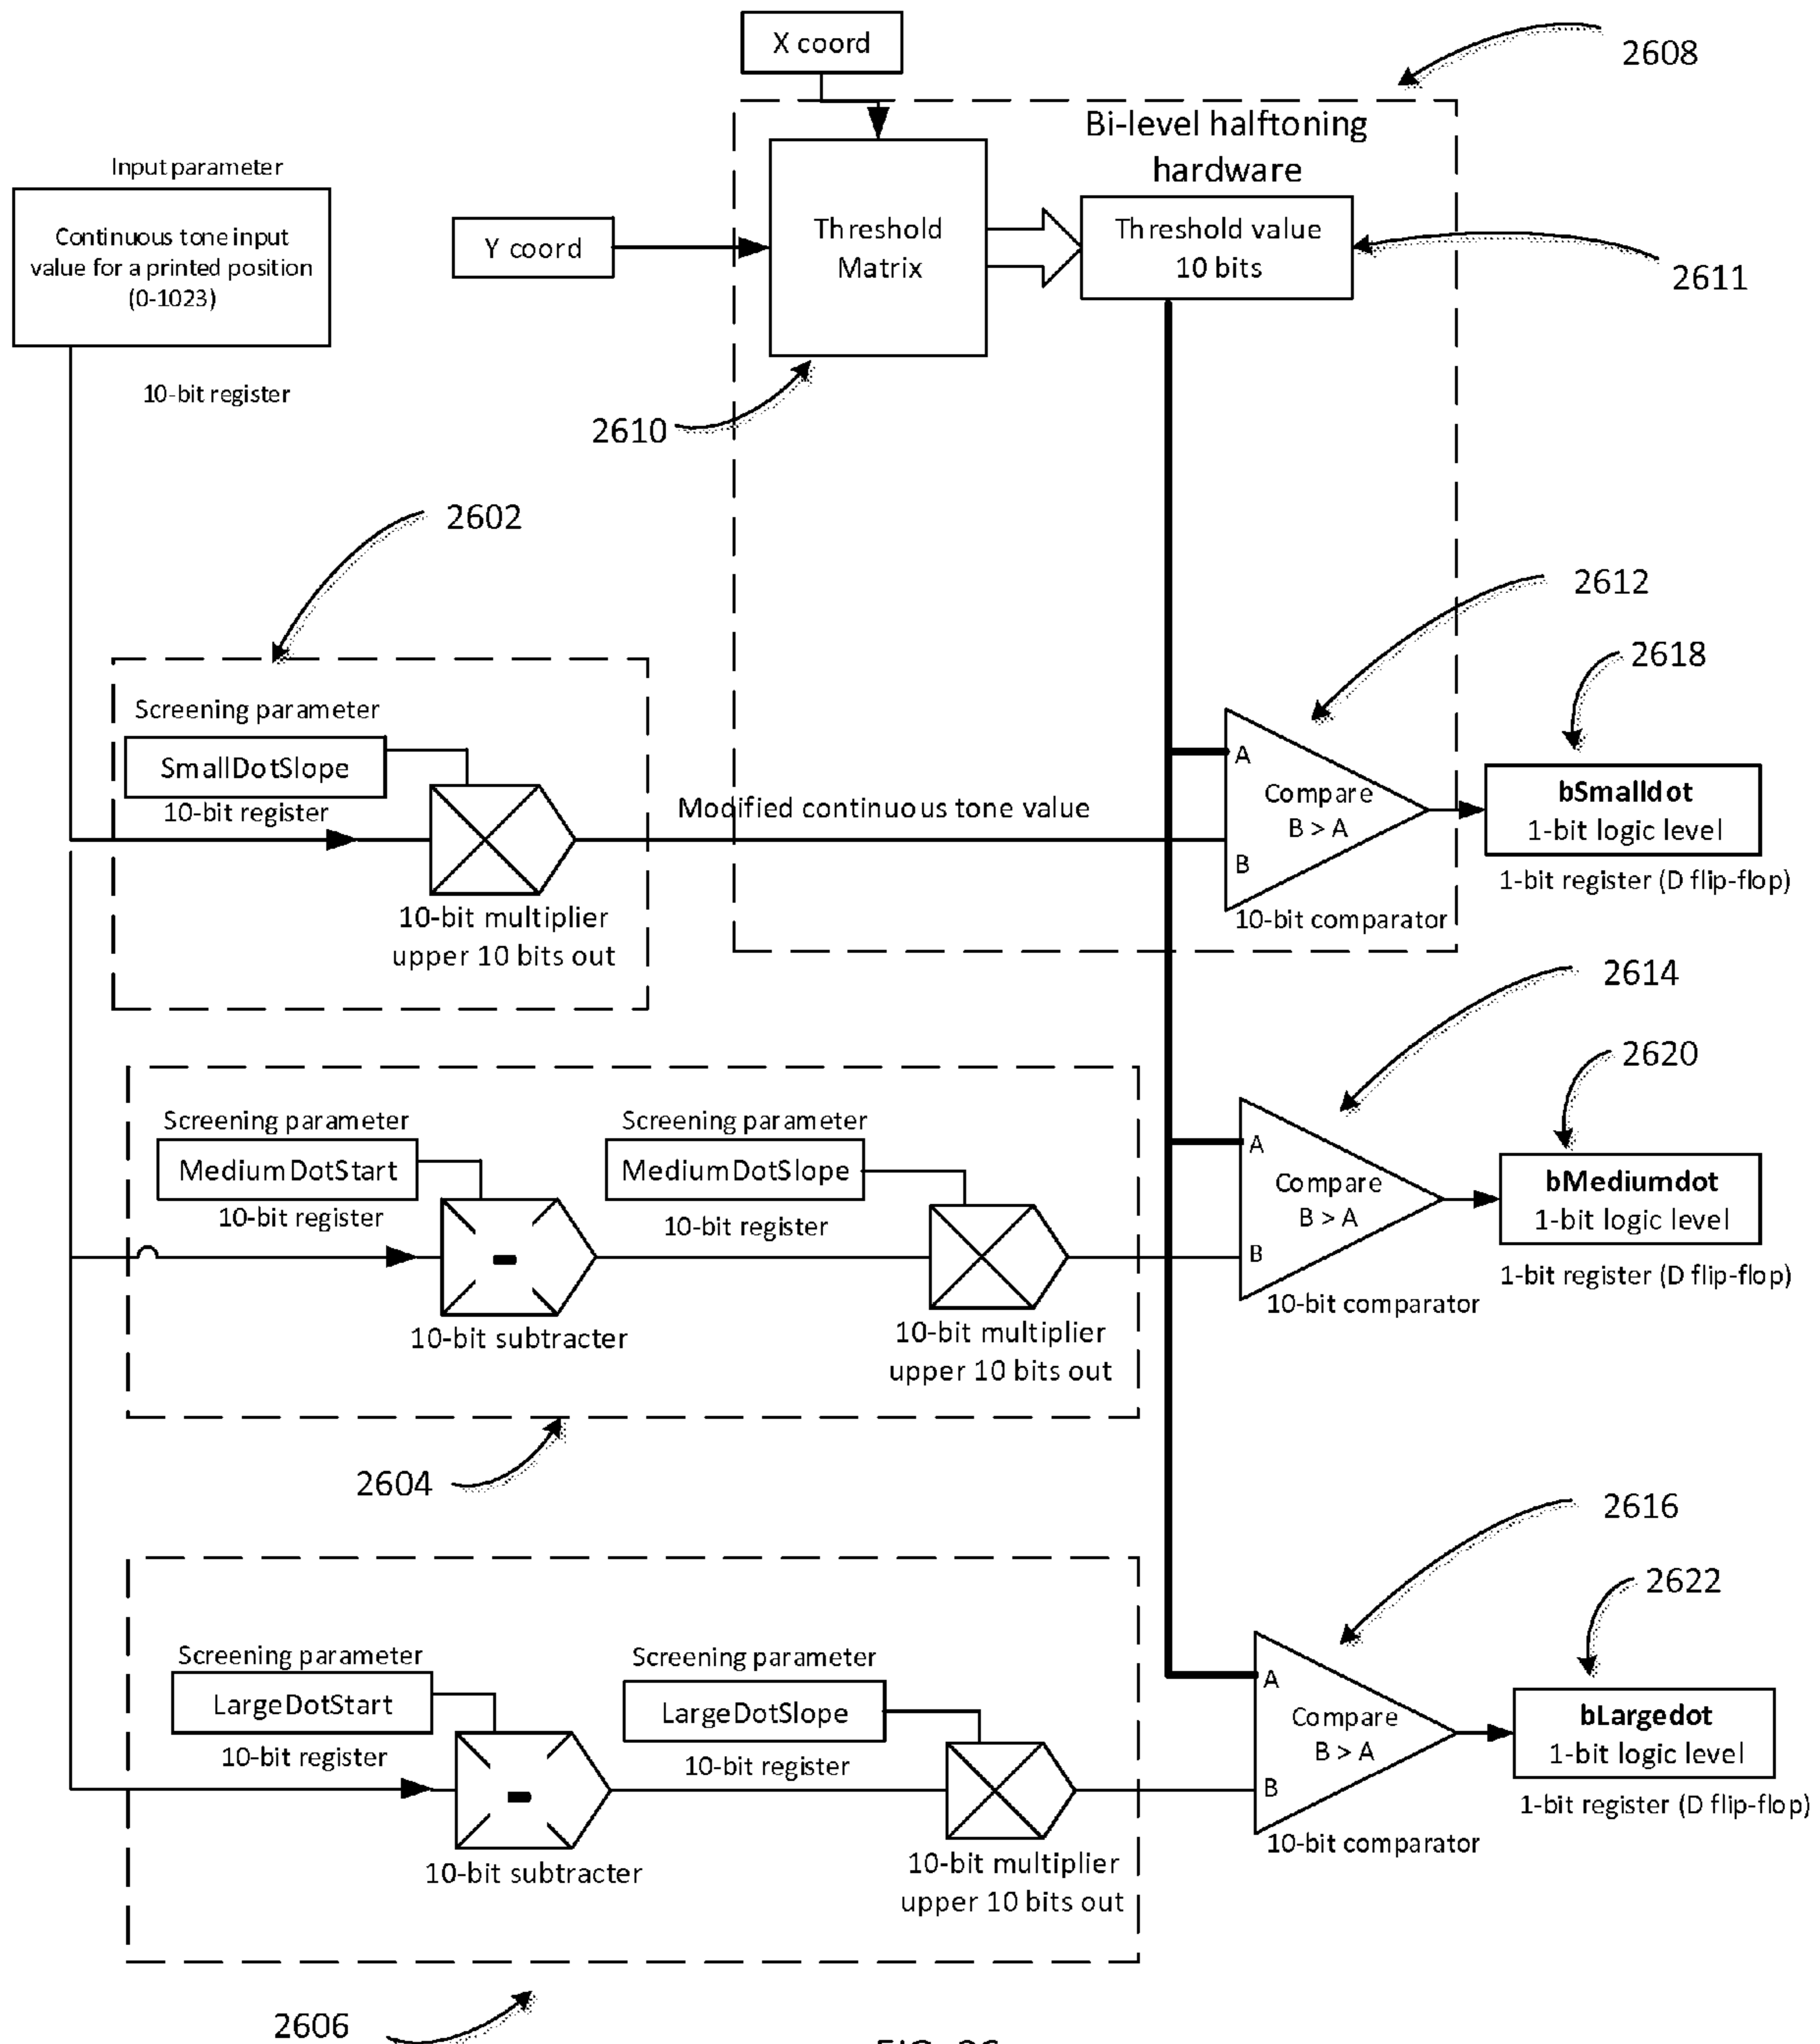 X coord
2608
Bi-level halftoning
hardware
Input parameter
Continuous tone input
value for a printed position
(0-1023)
Y coord
Threshold
Matrix
Threshold value
10 bits
2611
10-bit register
2610
2602
2612
2618
Screening parameter
SmallDotSlope
10-bit register
Modified continuous tone value
A
Compare
B > A
B
bSmalldot
1-bit logic level
1-bit register (D flip-flop)
10-bit multiplier
upper 10 bits out
10-bit comparator
2614
2620
Screening parameter
MediumDotStart
10-bit register
Screening parameter
MediumDotSlope
10-bit register
A
Compare
B > A
B
bMediumdot
1-bit logic level
1-bit register (D flip-flop)
-
10-bit subtracter
10-bit multiplier
upper 10 bits out
10-bit comparator
2604
2616
2622
Screening parameter
LargeDotStart
10-bit register
Screening parameter
LargeDotSlope
10-bit register
A
Compare
B > A
B
bLargedot
1-bit logic level
1-bit register (D flip-flop)
-
10-bit subtracter
10-bit multiplier
upper 10 bits out
10-bit comparator
2606